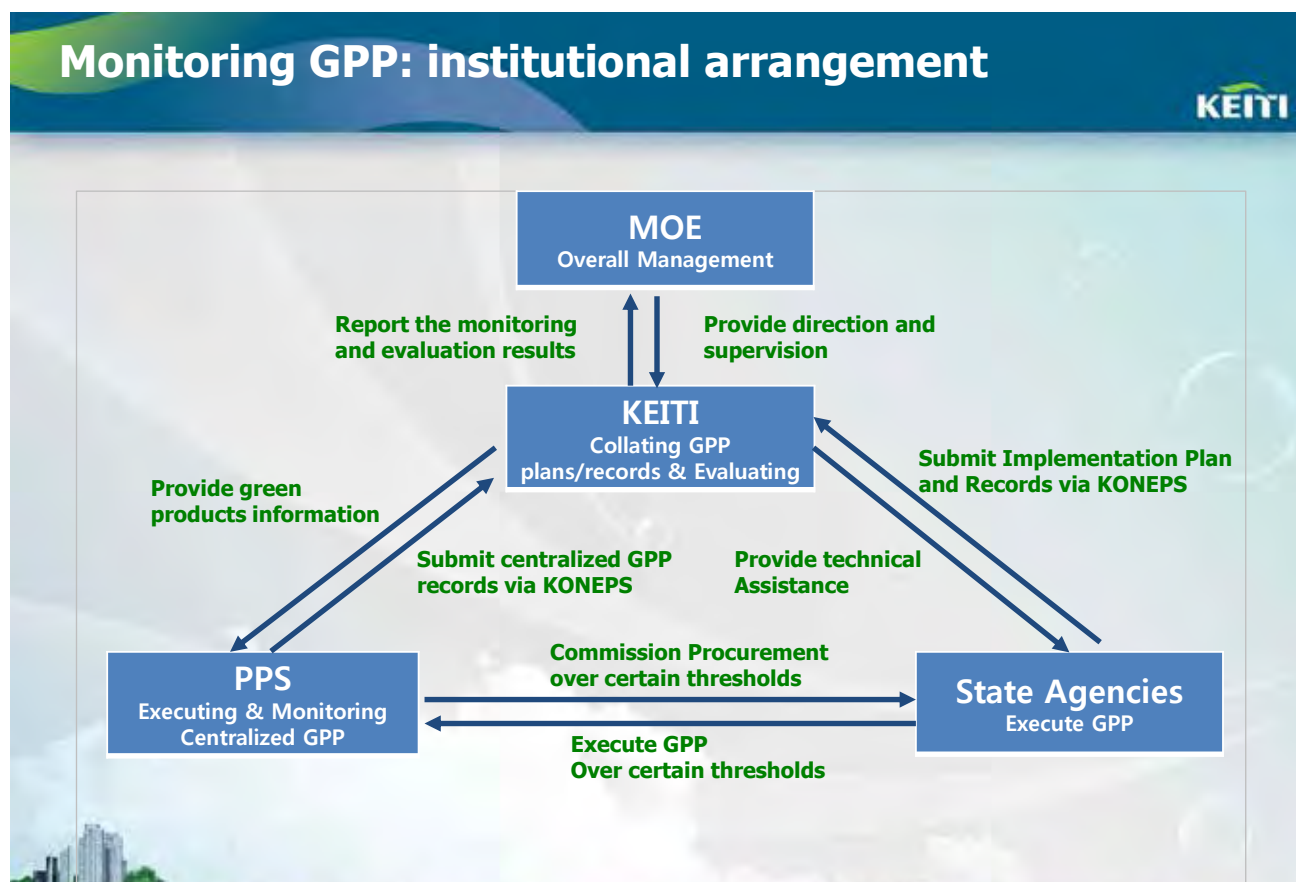 Monitoring GPP: institutional arrangement
KEITI
MOE
Overall Management
Report the monitoring
and evaluation results
Provide direction and
supervision
KEITI
Collating GPP
plans/records & Evaluating
Submit Implementation Plan
and Records via KONEPS
Provide green
products information
Submit centralized GPP
records via KONEPS
Provide technical
Assistance
Commission Procurement
over certain thresholds
PPS
Executing & Monitoring
Centralized GPP
State Agencies
Execute GPP
Execute GPP
Over certain thresholds